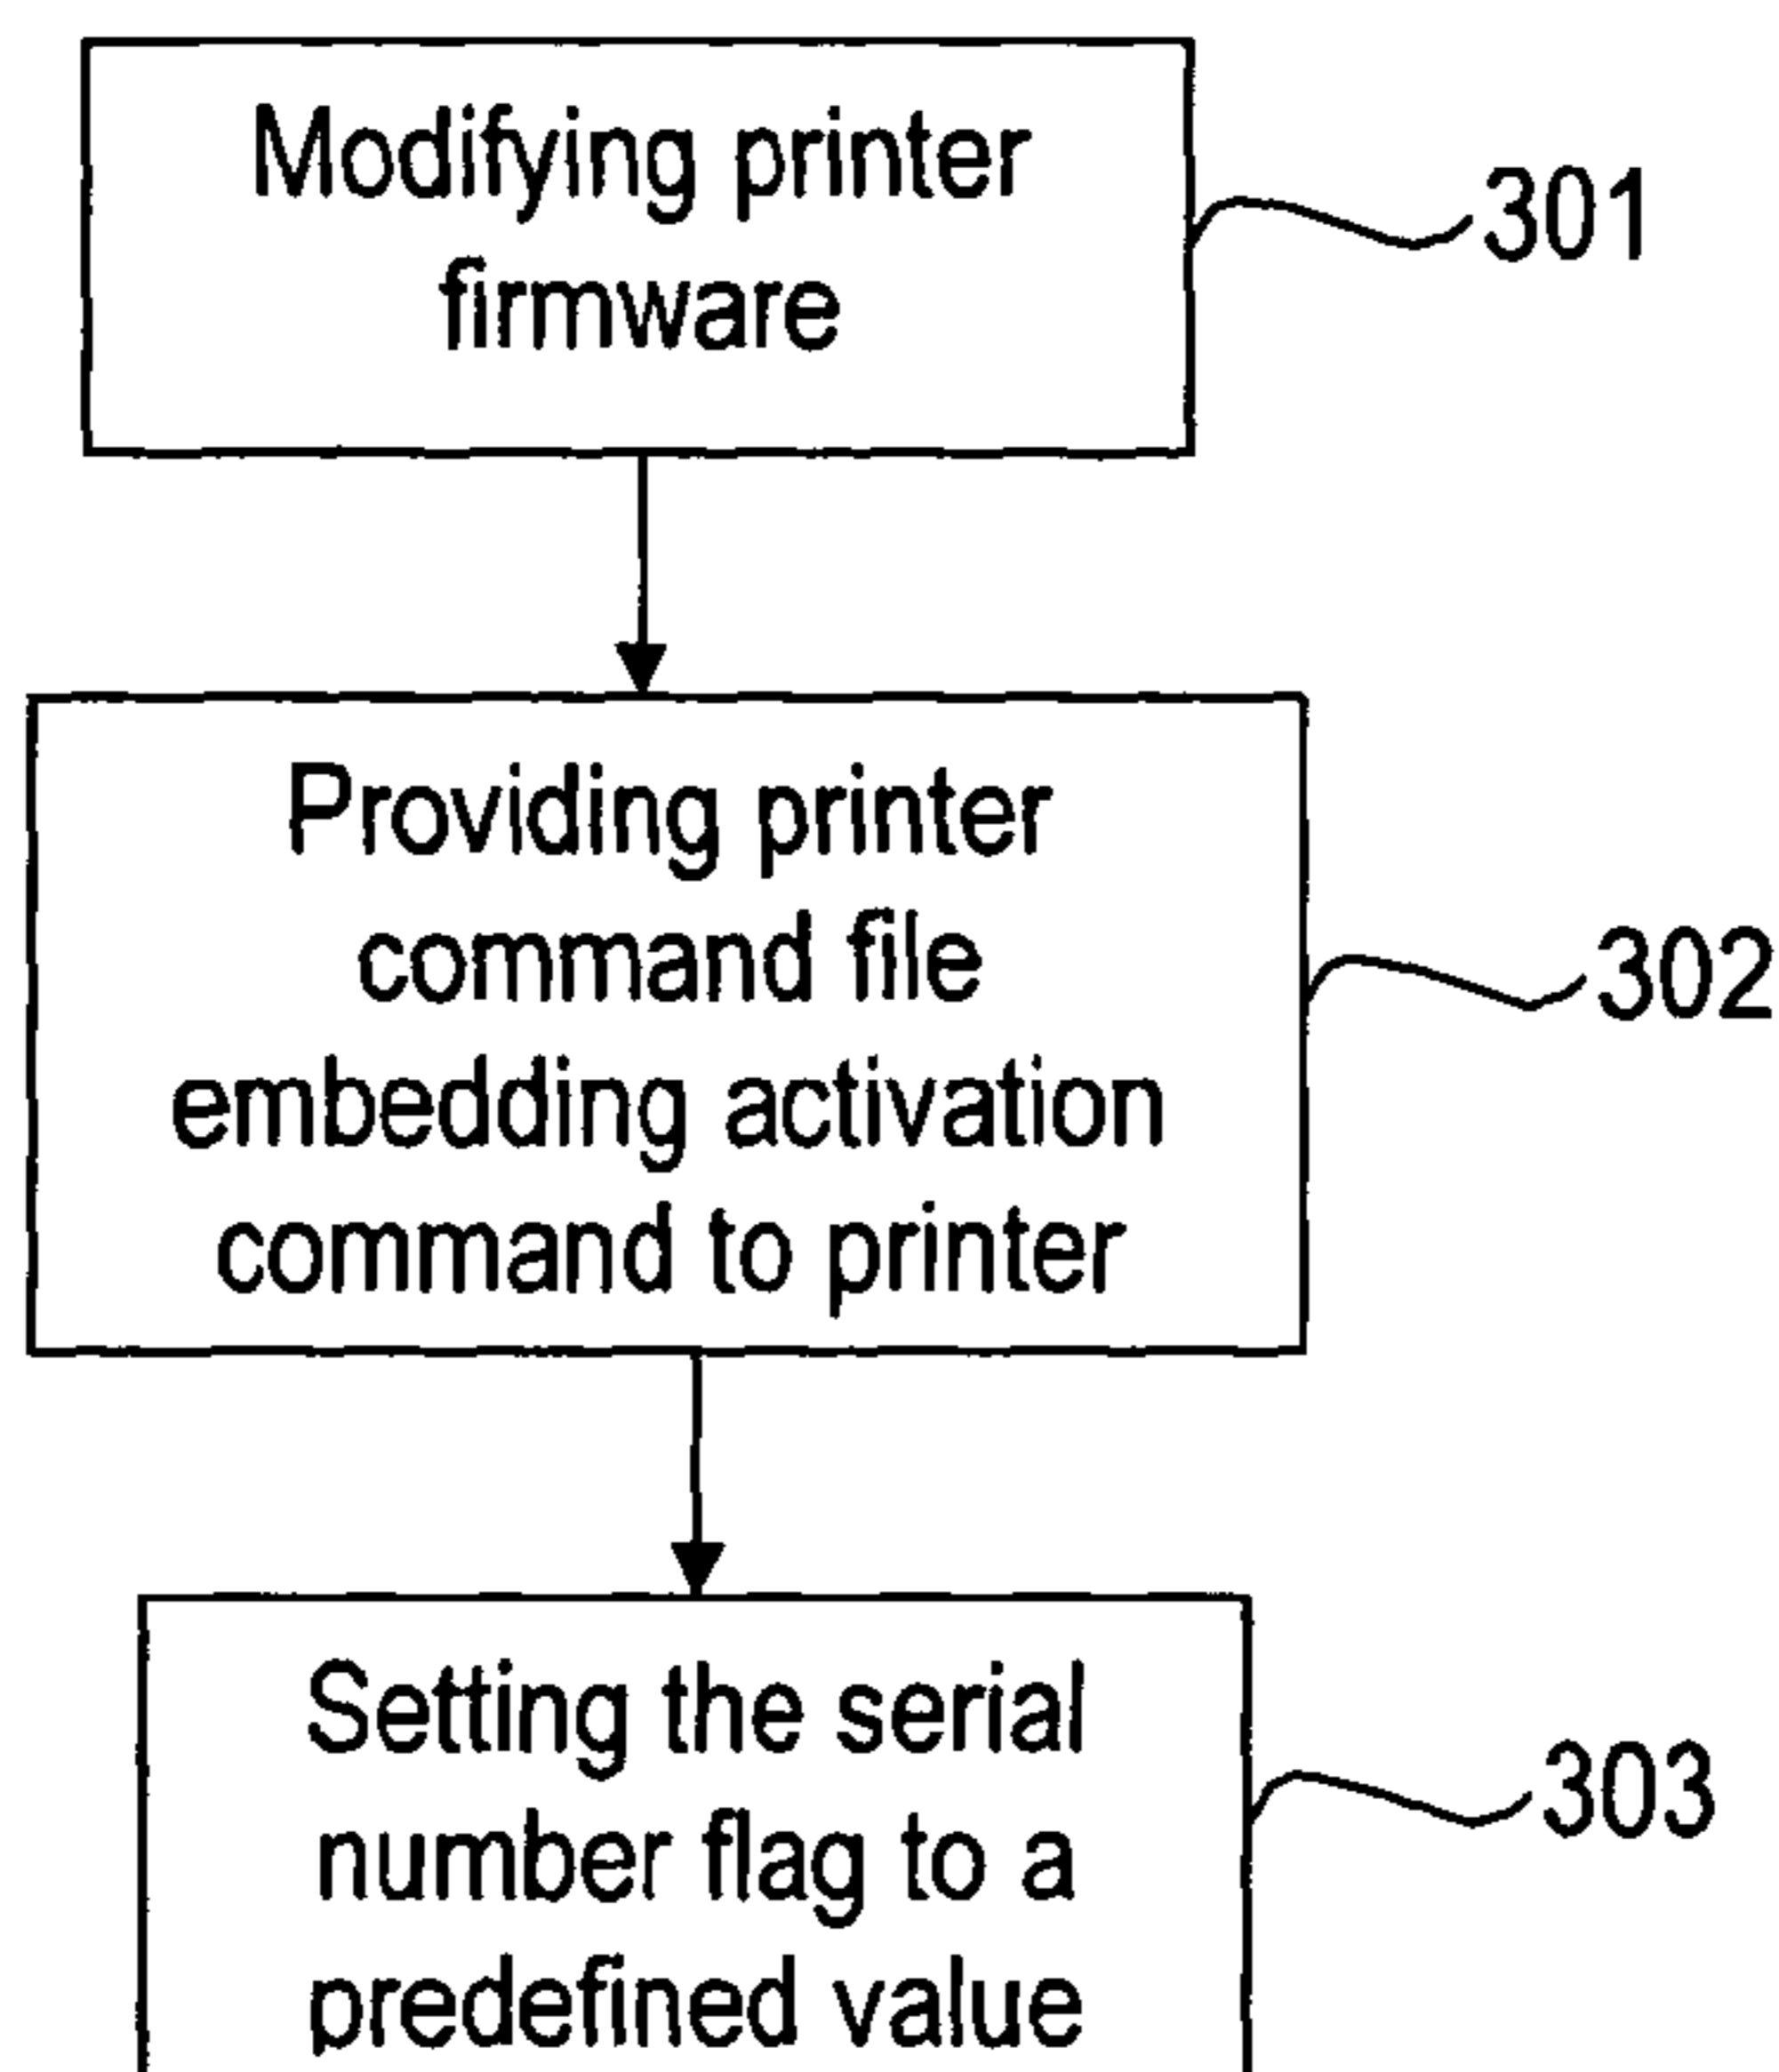 Modifying printer
firmware
301
Providing printer
command file
embedding activation
command to printer
302
Setting the serial
number flag to a
predefined value
303